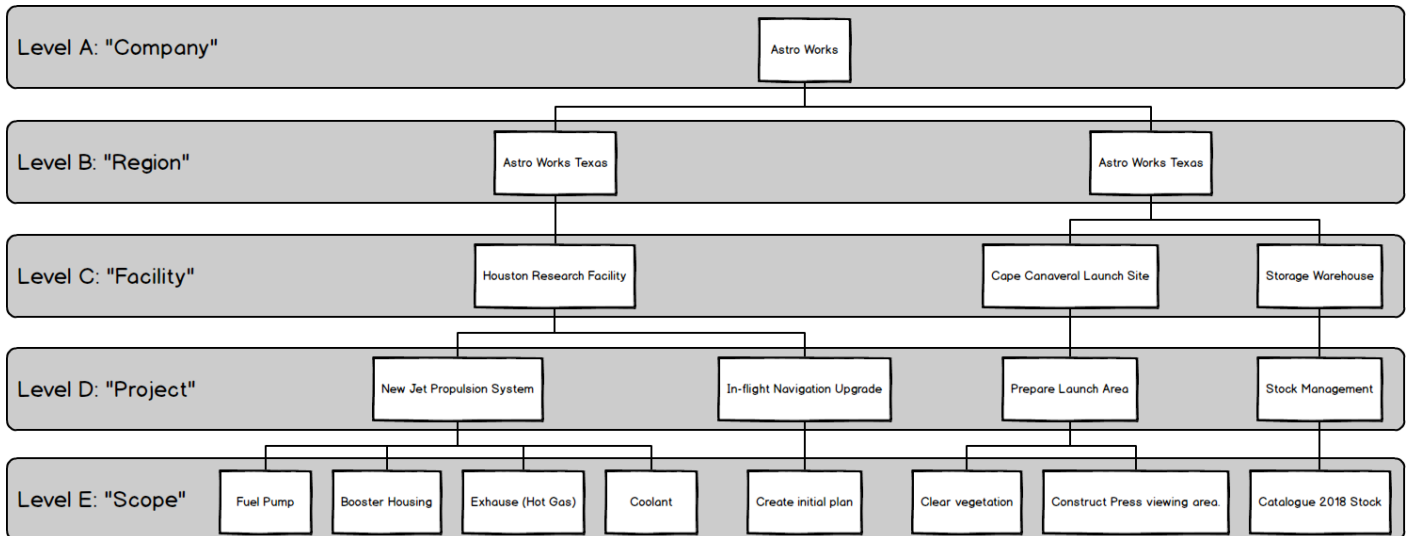 Level A: "Company"
Astro Works
Level B: "Region"
Astro Works Texas
Astro Works Texas
Level C: "Facility"
Houston Research Facility
Cape Canaveral Launch Site
Storage Warehouse
Level D: "Project"
New Jet Propulsion System
In-flight Navigation Upgrade
Prepare Launch Area
Stock Management
Level E: "Scope"
Fuel Pump
Booster Housing
Exhause (Hot Gas)
Coolant
Create initial plan
Clear vegetation
Construct Press viewing area.
Catalogue 2018 Stock